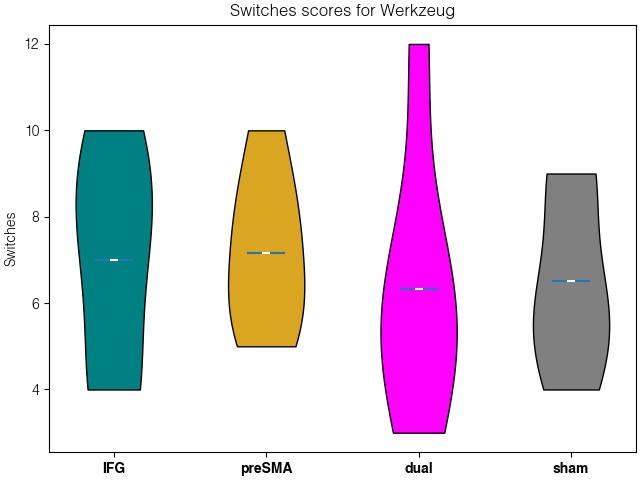 Switches scores for Werkzeug
12
10
8
6
4
Switches
IFG
preSMA
dual
sham